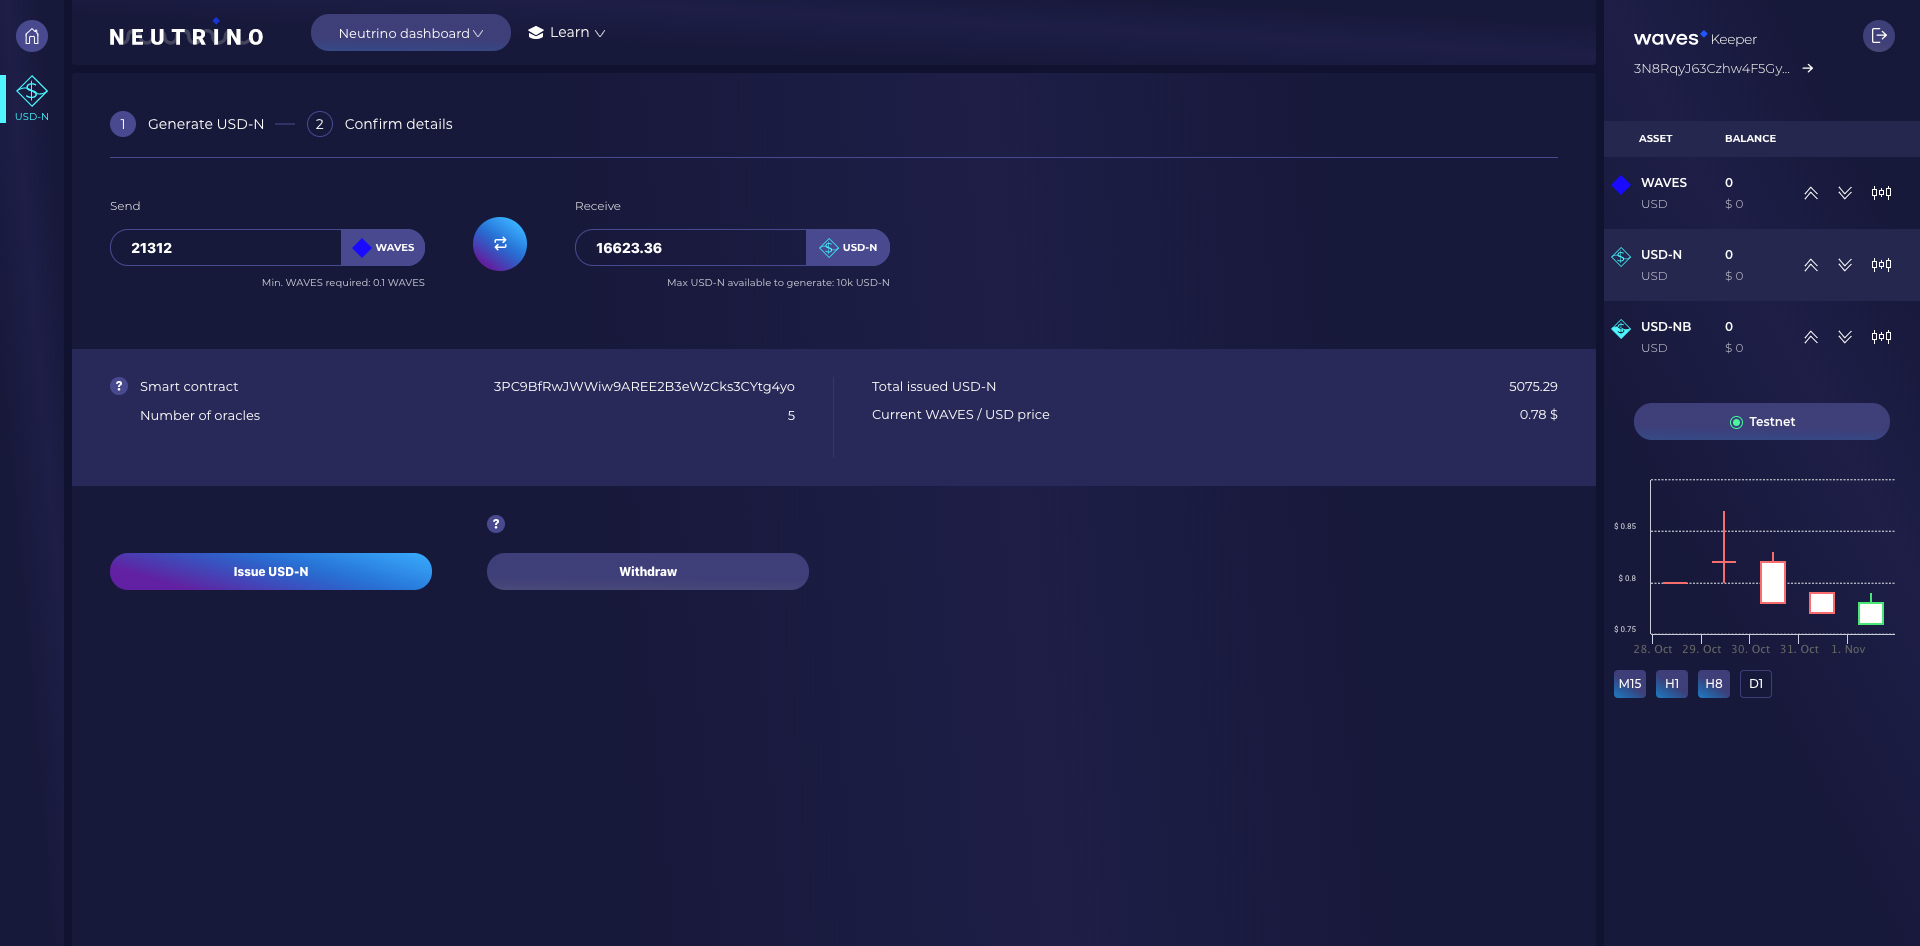 NEUTRINO
Neutrino dashboard
Learn
USD-N
1 Generate USD-N
2 Confirm details
Send
21312
WAVES
Min. WAVES required: 0.1 WAVES
Receive
16623.36
USD-N
Max USD-N available to generate: 10k USD-N
? Smart contract 3PC9BfRwJWWiw9AREE2B3eWzCks3CYtg4yo
Number of oracles 5
Total issued USD-N 5075.29
Current WAVES / USD price 0.78 $
?
Issue USD-N
Withdraw
waves Keeper
3N8RqyJ63Czhw4F5Gy...
ASSET BALANCE
WAVES 0
USD $ 0
USD-N 0
USD $ 0
USD-NB 0
USD $ 0
Testnet
$ 0.85
$ 0.8
$ 0.75
28. Oct 29. Oct 30. Oct 31. Oct 1. Nov
M15 H1 H8 D1